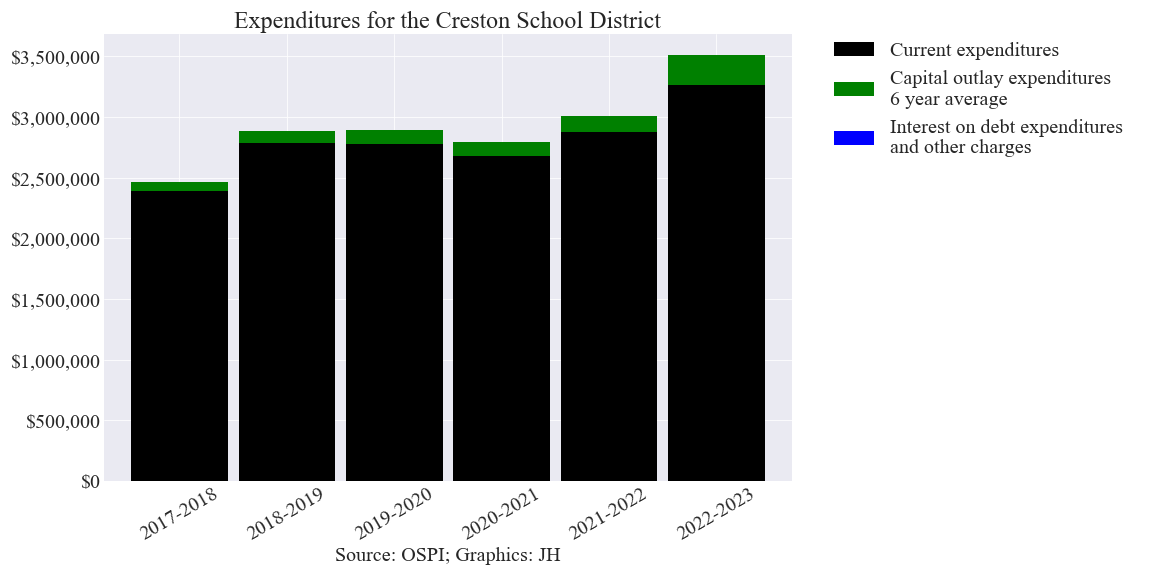 Expenditures for the Creston School District
$3,500,000
$3,000,000
$2,500,000
$2,000,000
$1,500,000
$1,000,000
$500,000
$0
2017-2018
2018-2019
2019-2020
2020-2021
2021-2022
2022-2023
Source: OSPI; Graphics: JH
Current expenditures
Capital outlay expenditures
6 year average
Interest on debt expenditures
and other charges